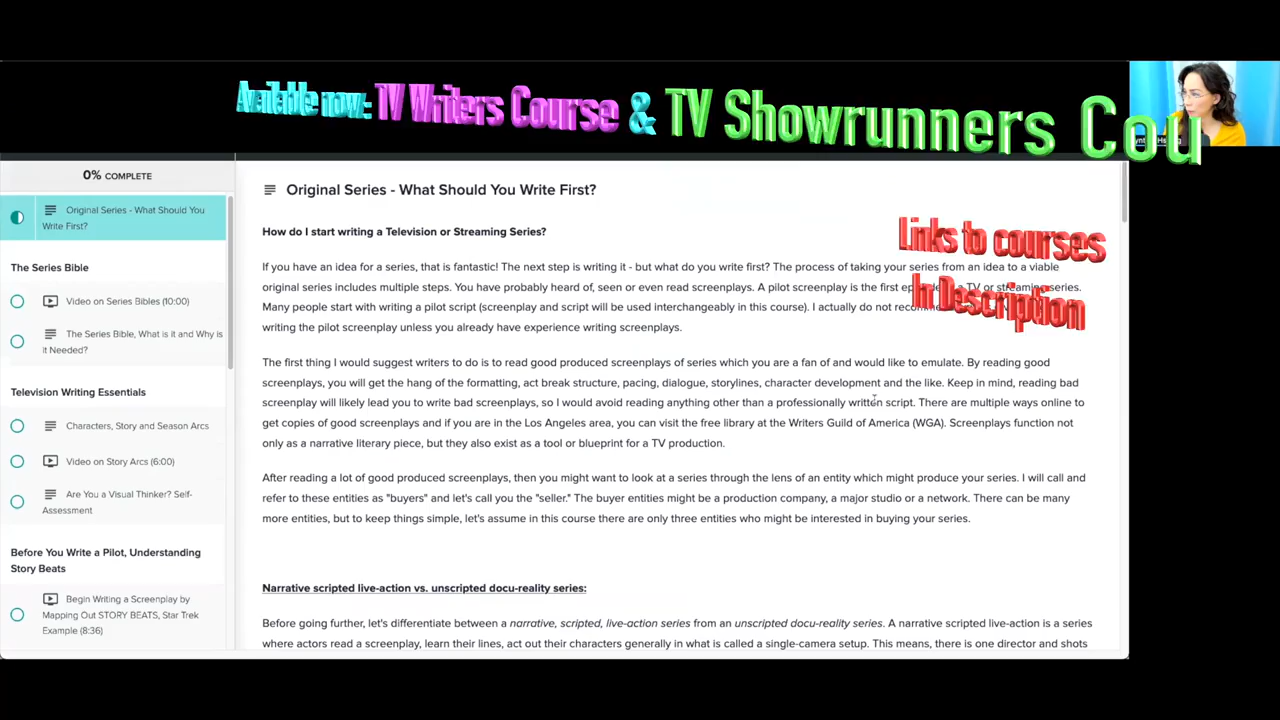 Available now: TV Writers Course & TV Showrunners Cou
0% COMPLETE
Original Series - What Should You
Write First?
The Series Bible
Video on Series Bibles (10:00)
The Series Bible, What is it and Why is
it Needed?
Television Writing Essentials
Characters, Story and Season Arcs
Video on Story Arcs (6:00)
Are You a Visual Thinker? Self-
Assessment
Before You Write a Pilot, Understanding
Story Beats
Begin Writing a Screenplay by
Mapping Out STORY BEATS, Star Trek
Example (8:36)
Original Series - What Should You Write First?
How do I start writing a Television or Streaming Series?
Links to courses
In Description
If you have an idea for a series, that is fantastic! The next step is writing it - but what do you write first? The process of taking your series from an idea to a viable
original series includes multiple steps. You have probably heard of, seen or even read screenplays. A pilot screenplay is the first TV or streaming series.
Many people start with writing a pilot script (screenplay and script will be used interchangeably in this course). I actually do not
writing the pilot screenplay unless you already have experience writing screenplays.
The first thing I would suggest writers to do is to read good produced screenplays of series which you are a fan of and would like to emulate. By reading good
screenplays, you will get the hang of the formatting, act break structure, pacing, dialogue, storylines, character development and the like. Keep in mind, reading bad
screenplay will likely lead you to write bad screenplays, so I would avoid reading anything other than a professionally written script. There are multiple ways online to
get copies of good screenplays and if you are in the Los Angeles area, you can visit the free library at the Writers Guild of America (WGA). Screenplays function not
only as a narrative literary piece, but they also exist as a tool or blueprint for a TV production.
After reading a lot of good produced screenplays, then you might want to look at a series through the lens of an entity which might produce your series. I will call and
refer to these entities as "buyers" and let's call you the "seller." The buyer entities might be a production company, a major studio or a network. There can be many
more entities, but to keep things simple, let's assume in this course there are only three entities who might be interested in buying your series.
Narrative scripted live-action vs. unscripted docu-reality series:
Before going further, let's differentiate between a narrative, scripted, live-action series from an unscripted docu-reality series. A narrative scripted live-action is a series
where actors read a screenplay, learn their lines, act out their characters generally in what is called a single-camera setup. This means, there is one director and shots